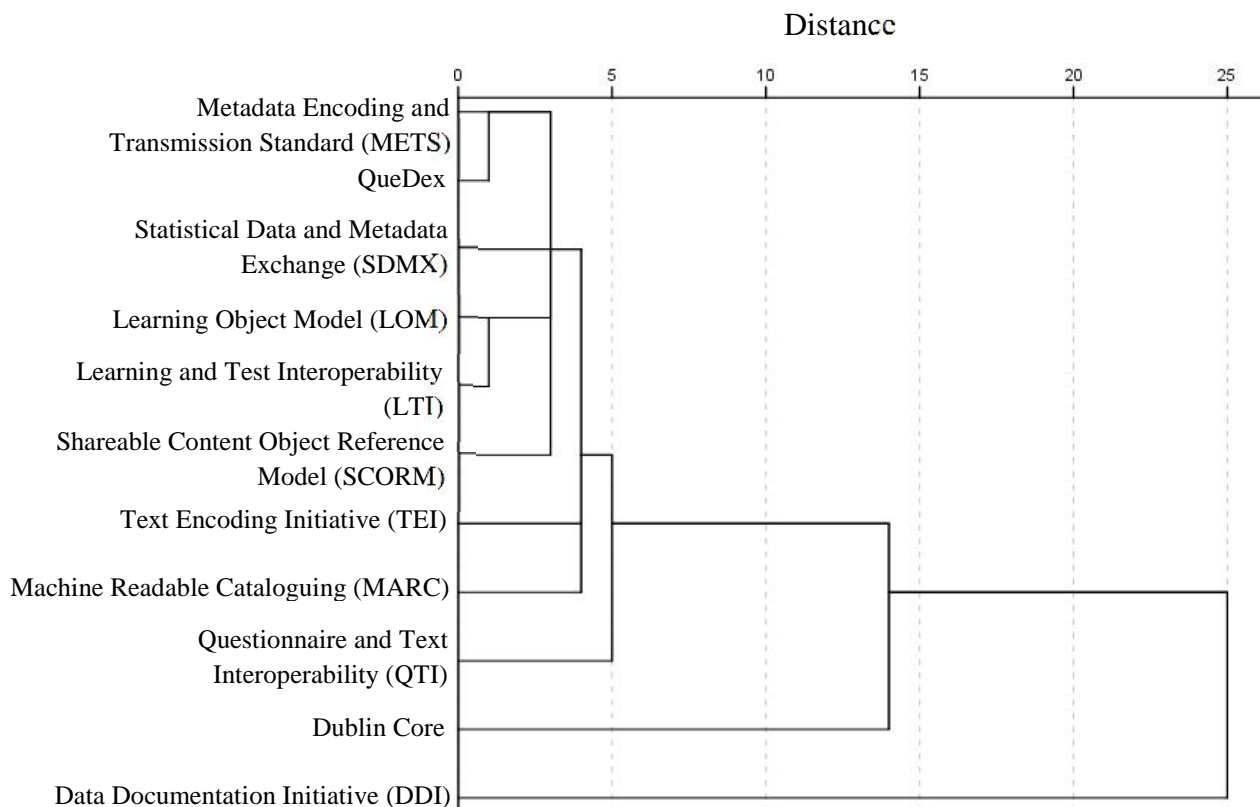 Distance
0 5 10 15 20 25
Metadata Encoding and
Transmission Standard (METS)
QueDex
Statistical Data and Metadata
Exchange (SDMX)
Learning Object Model (LOM)
Learning and Test Interoperability
(LTI)
Shareable Content Object Reference
Model (SCORM)
Text Encoding Initiative (TEI)
Machine Readable Cataloguing (MARC)
Questionnaire and Text
Interoperability (QTI)
Dublin Core
Data Documentation Initiative (DDI)